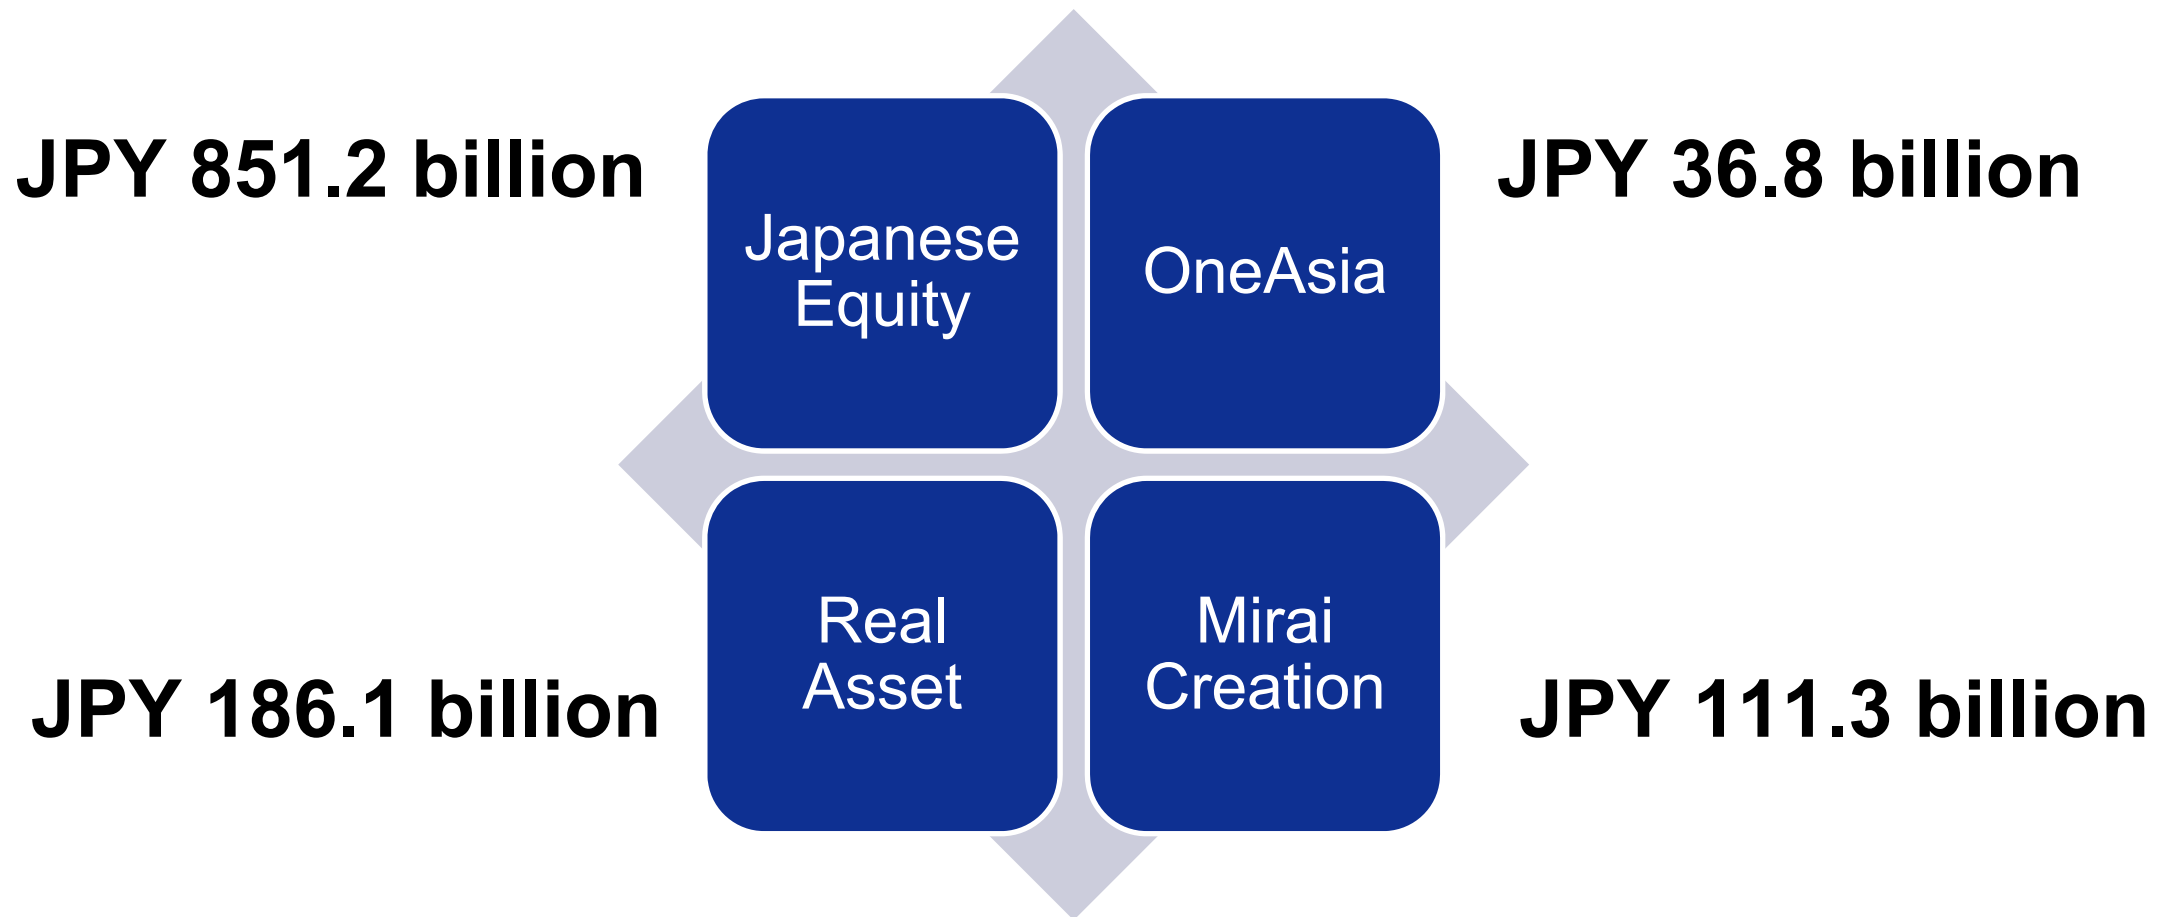 JPY 851.2 billion
Japanese
Equity
OneAsia
JPY 36.8 billion
JPY 186.1 billion
Real
Asset
Mirai
Creation
JPY 111.3 billion